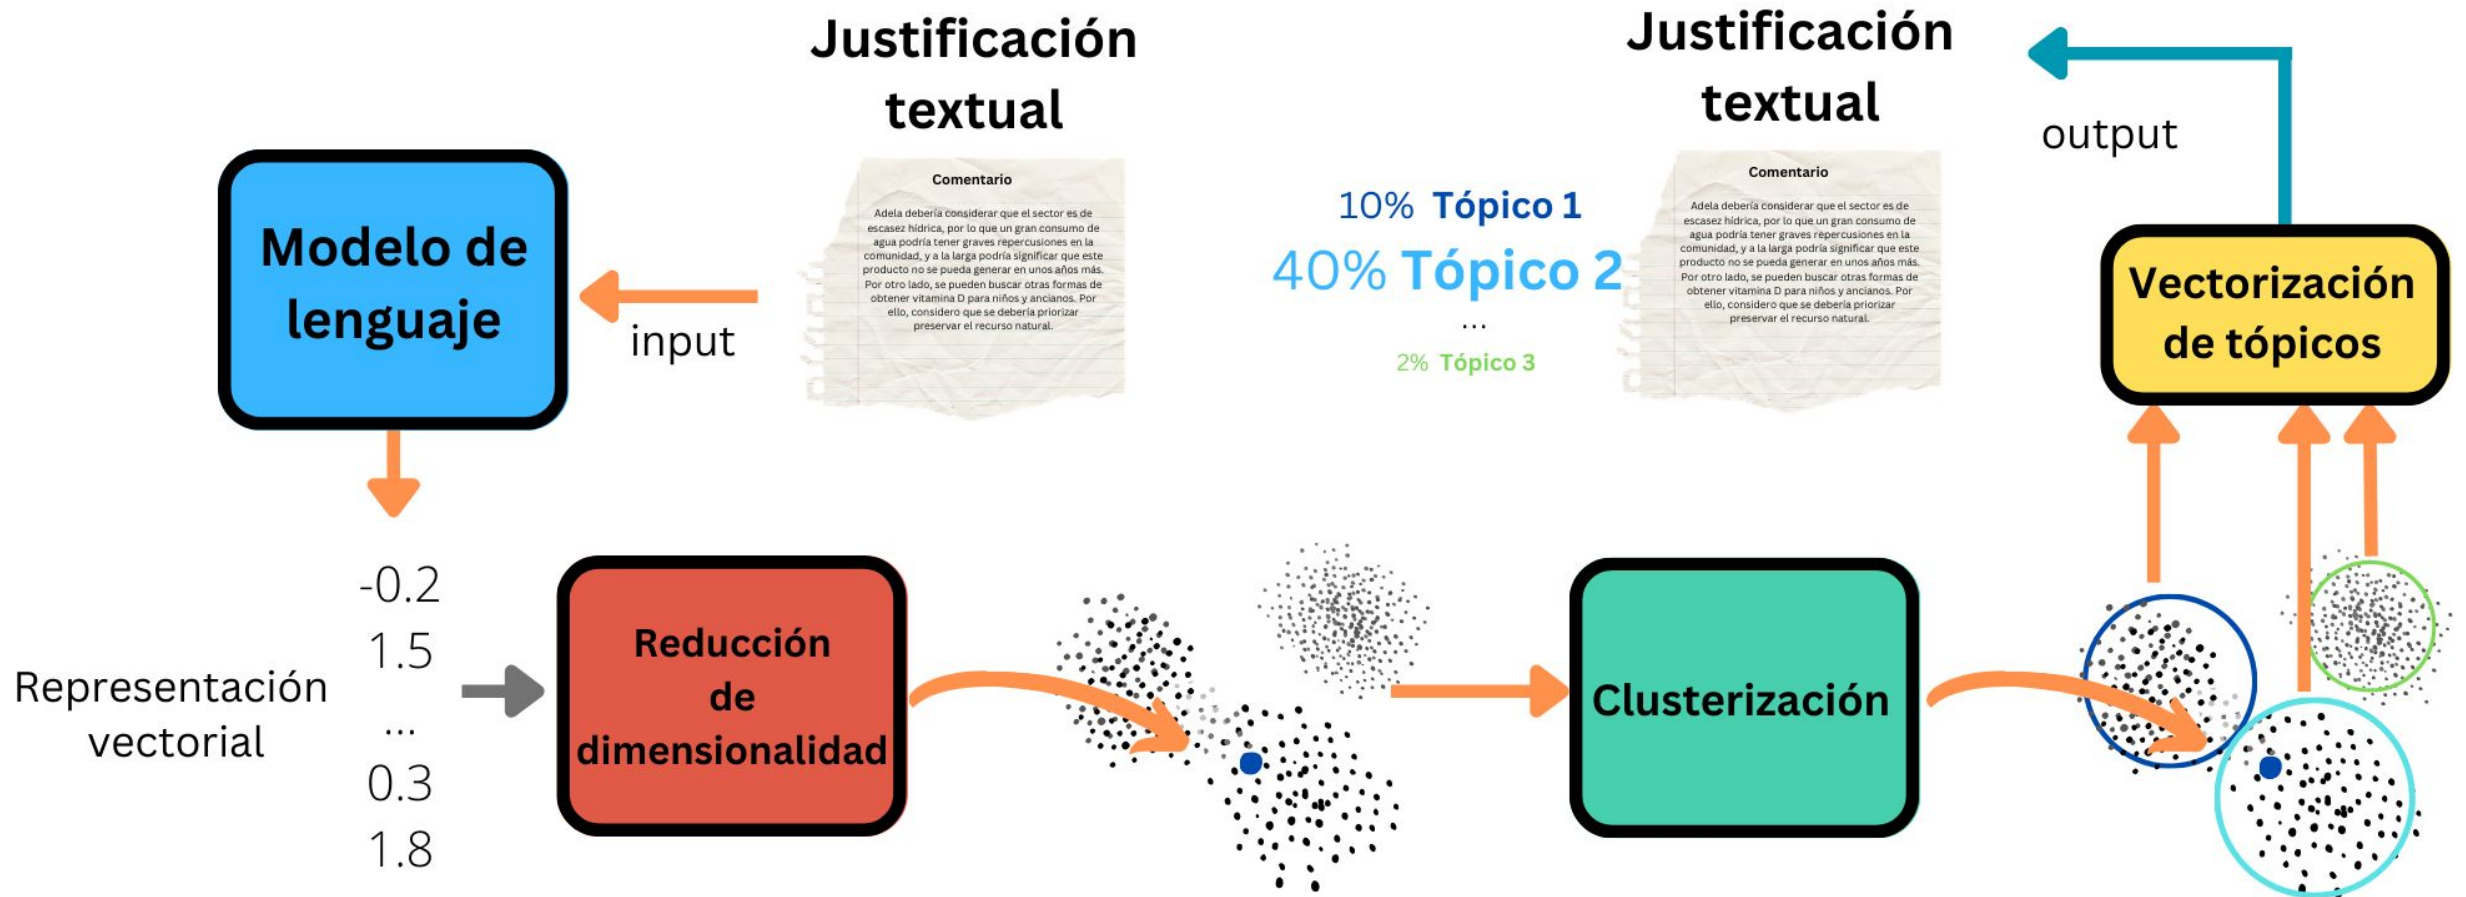 Justificación
textual
Comentario
Adela debería considerar que el sector es de
escasez hídrica, por lo que un gran consumo de
agua podría tener graves repercusiones en la
comunidad, y a la larga podría significar que este
producto no se pueda generar en unos años más.
Por otro lado, se pueden buscar otras formas de
obtener vitamina D para niños y ancianos. Por
ello, considero que se debería priorizar
preservar el recurso natural.
input
Modelo de
lenguaje
Representación
vectorial
-0.2
1.5
...
0.3
1.8
Reducción
de
dimensionalidad
Clusterización
Vectorización
de tópicos
output
Justificación
textual
10% Tópico 1
40% Tópico 2
...
2% Tópico 3
Comentario
Adela debería considerar que el sector es de
escasez hídrica, por lo que un gran consumo de
agua podría tener graves repercusiones en la
comunidad, y a la larga podría significar que este
producto no se pueda generar en unos años más.
Por otro lado, se pueden buscar otras formas de
obtener vitamina D para niños y ancianos. Por
ello, considero que se debería priorizar
preservar el recurso natural.